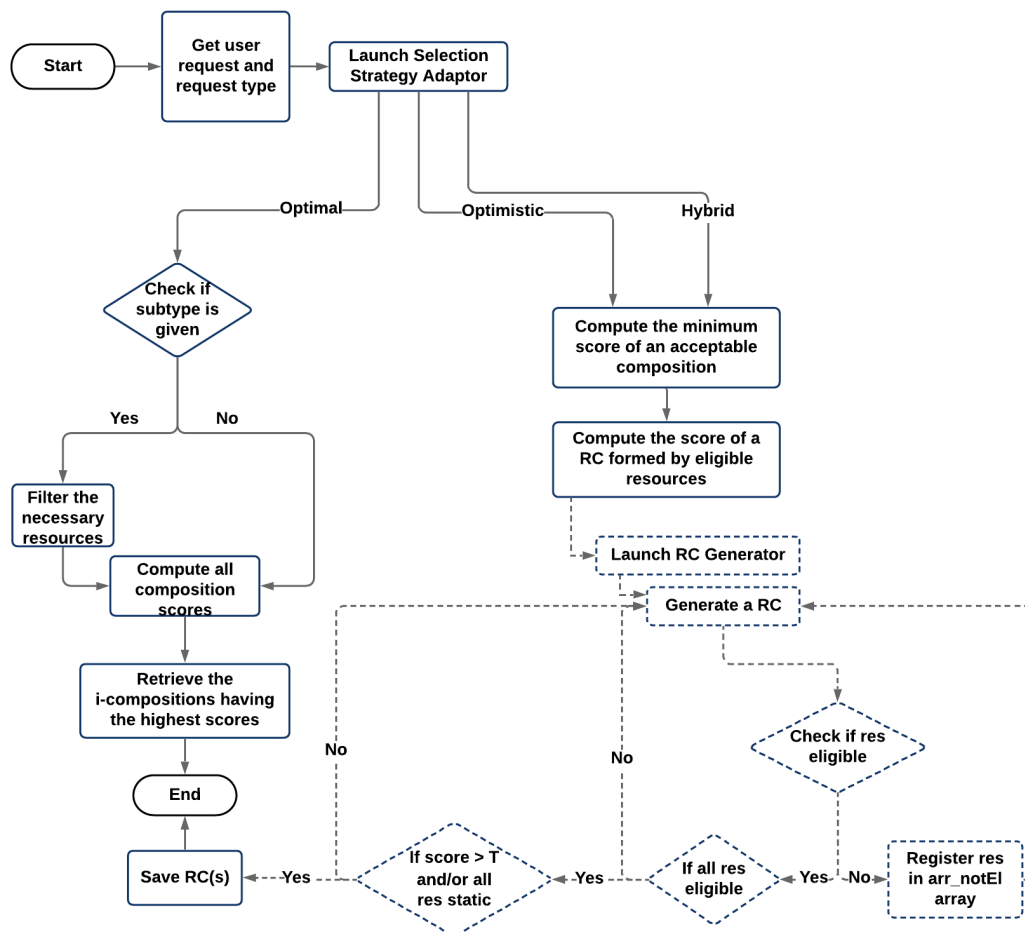 Start
Get user
request and
request type
Launch Selection
Strategy Adaptor
Optimal
Optimistic
Hybrid
Check if
subtype is
given
Compute the minimum
score of an acceptable
composition
Yes
No
Compute the score of a
RC formed by eligible
resources
Filter the
necessary
resources
Launch RC Generator
Compute all
composition
scores
Generate a RC
Retrieve the
i-compositions having
the highest scores
No
No
Check if res
eligible
End
If score > T
and/or all
res static
If all res
eligible
Register res
in arr_notEl
array
Save RC(s)
Yes
Yes
Yes
No